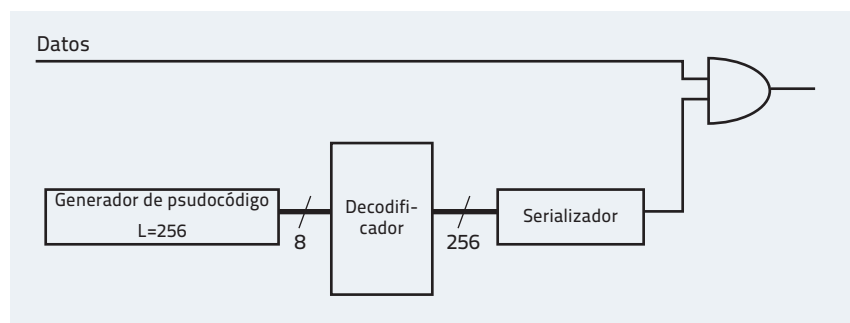 Datos
Generador de psudocódigo
L=256
8
Decodifi-
cador
256
Serializador